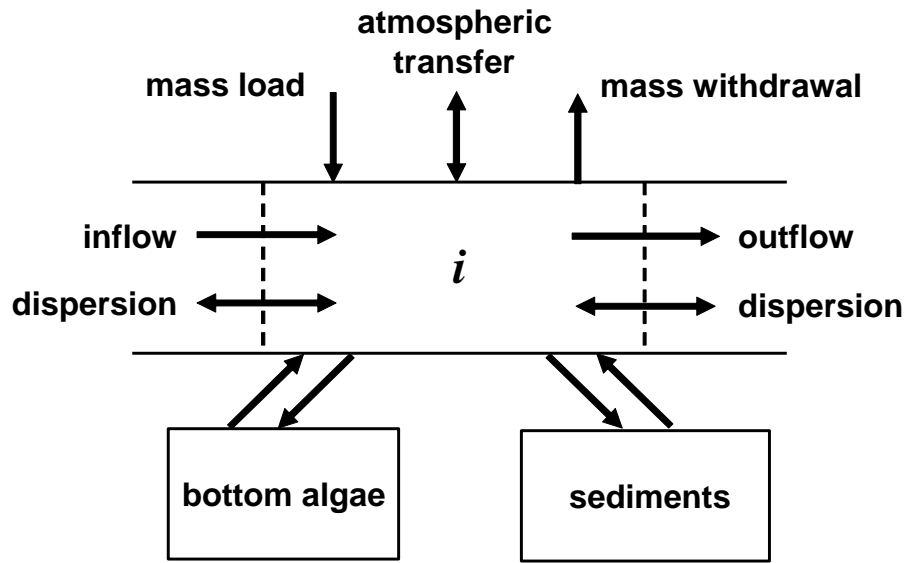 atmospheric
transfer
mass load
mass withdrawal
inflow
outflow
i
dispersion
dispersion
bottom algae
sediments